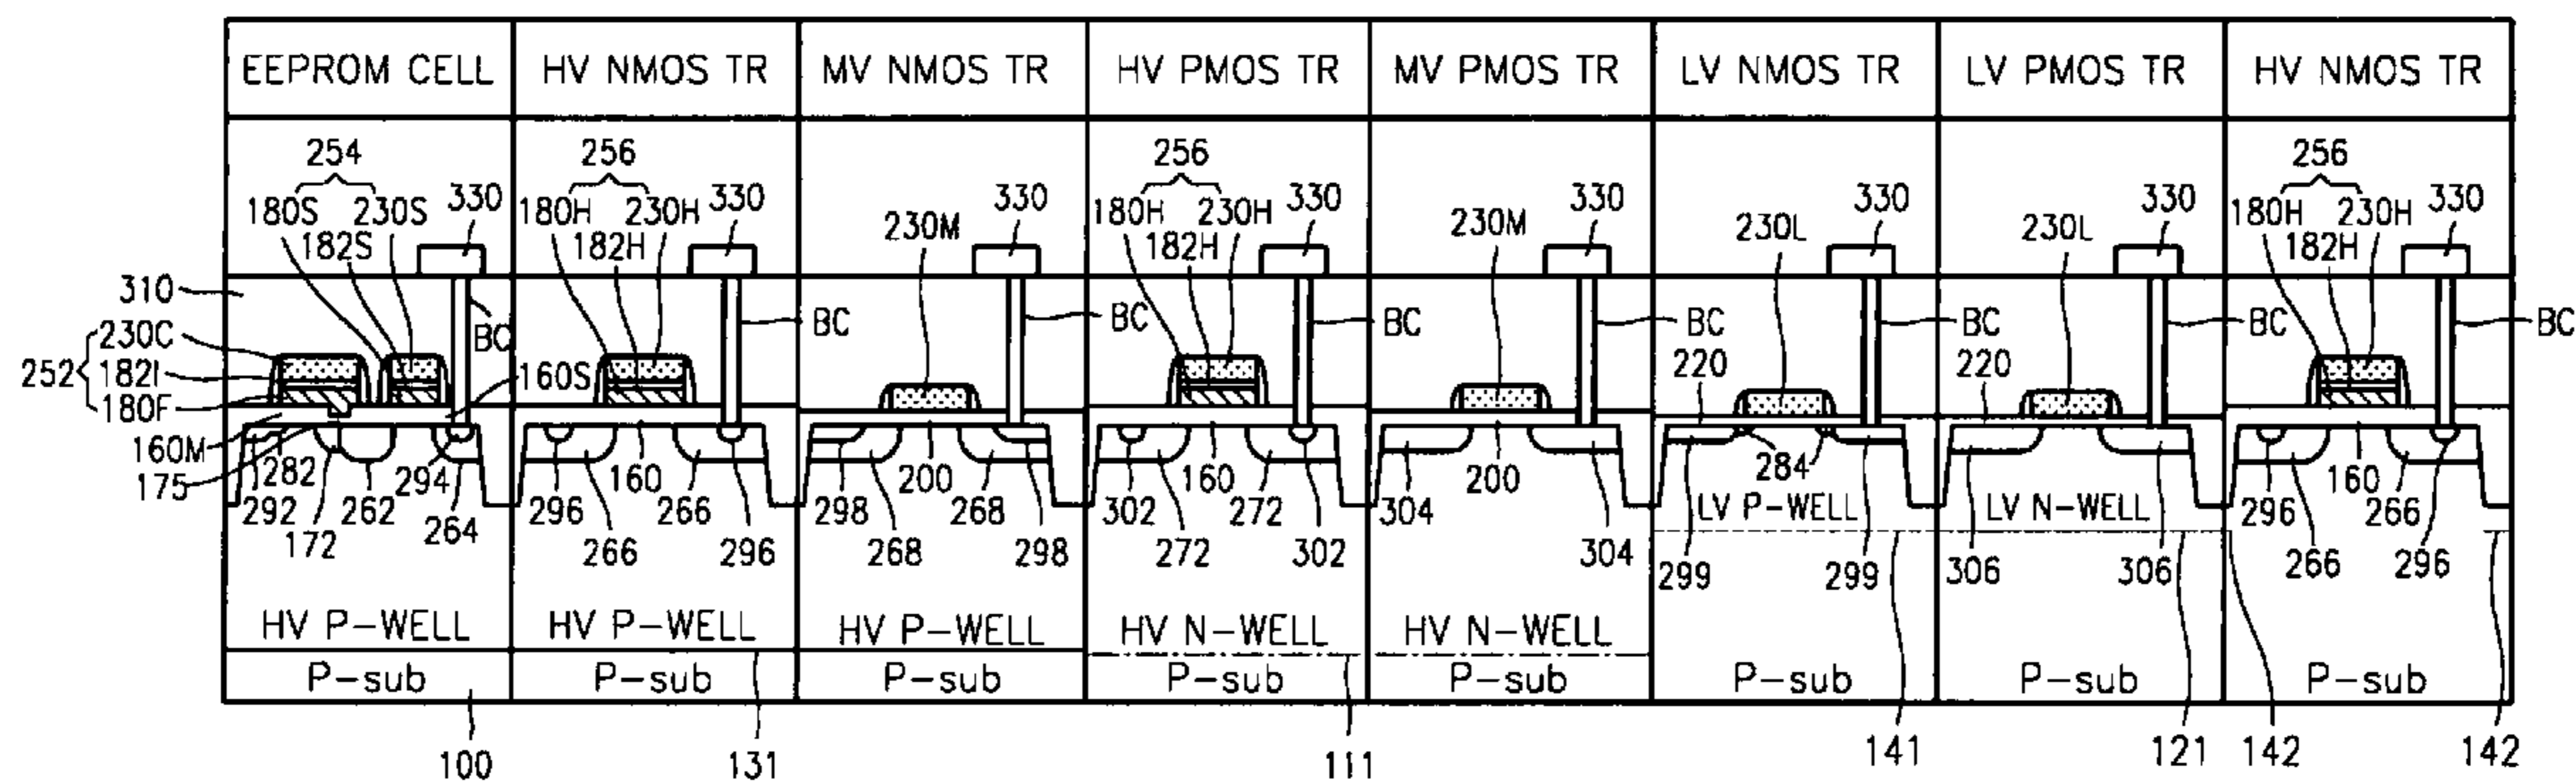 EEPROM CELL HV NMOS TR MV NMOS TR HV PMOS TR MV PMOS TR LV NMOS TR LV PMOS TR HV NMOS TR
254 256 256 256
180S 230S 330 180H 230H 330 330 180H 230H 330 330 330 330 180H 230H 330
182S 182H 230M 182H 230M 230L 230L 182H
310
BC BC BC BC BC BC BC BC
230C
252 182I 160S 220 220
180F
160M
175 282 294 160 200 160 200 284 160
292 262 296 266 298 268 302 272 304 LV P-WELL LV N-WELL 296 266
172 264 266 296 268 298 272 302 304 299 299 306 306 266 296
HV P-WELL HV P-WELL HV P-WELL HV N-WELL HV N-WELL
P-sub P-sub P-sub P-sub P-sub P-sub P-sub P-sub
100 131 111 141 121 142 142